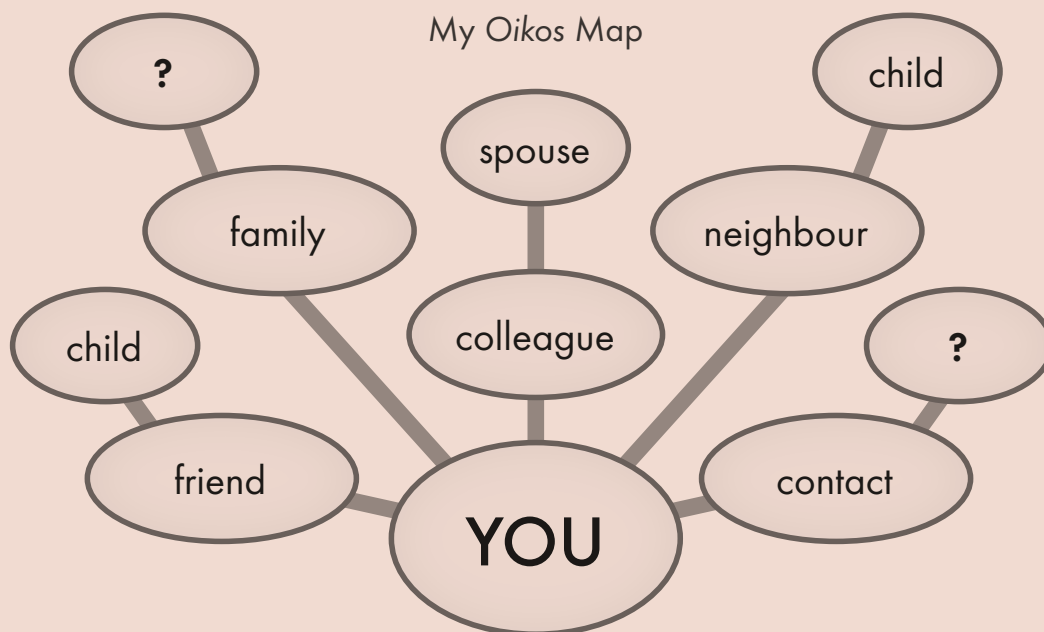 My Oikos Map
?
child
spouse
family
neighbour
child
colleague
?
friend
contact
YOU